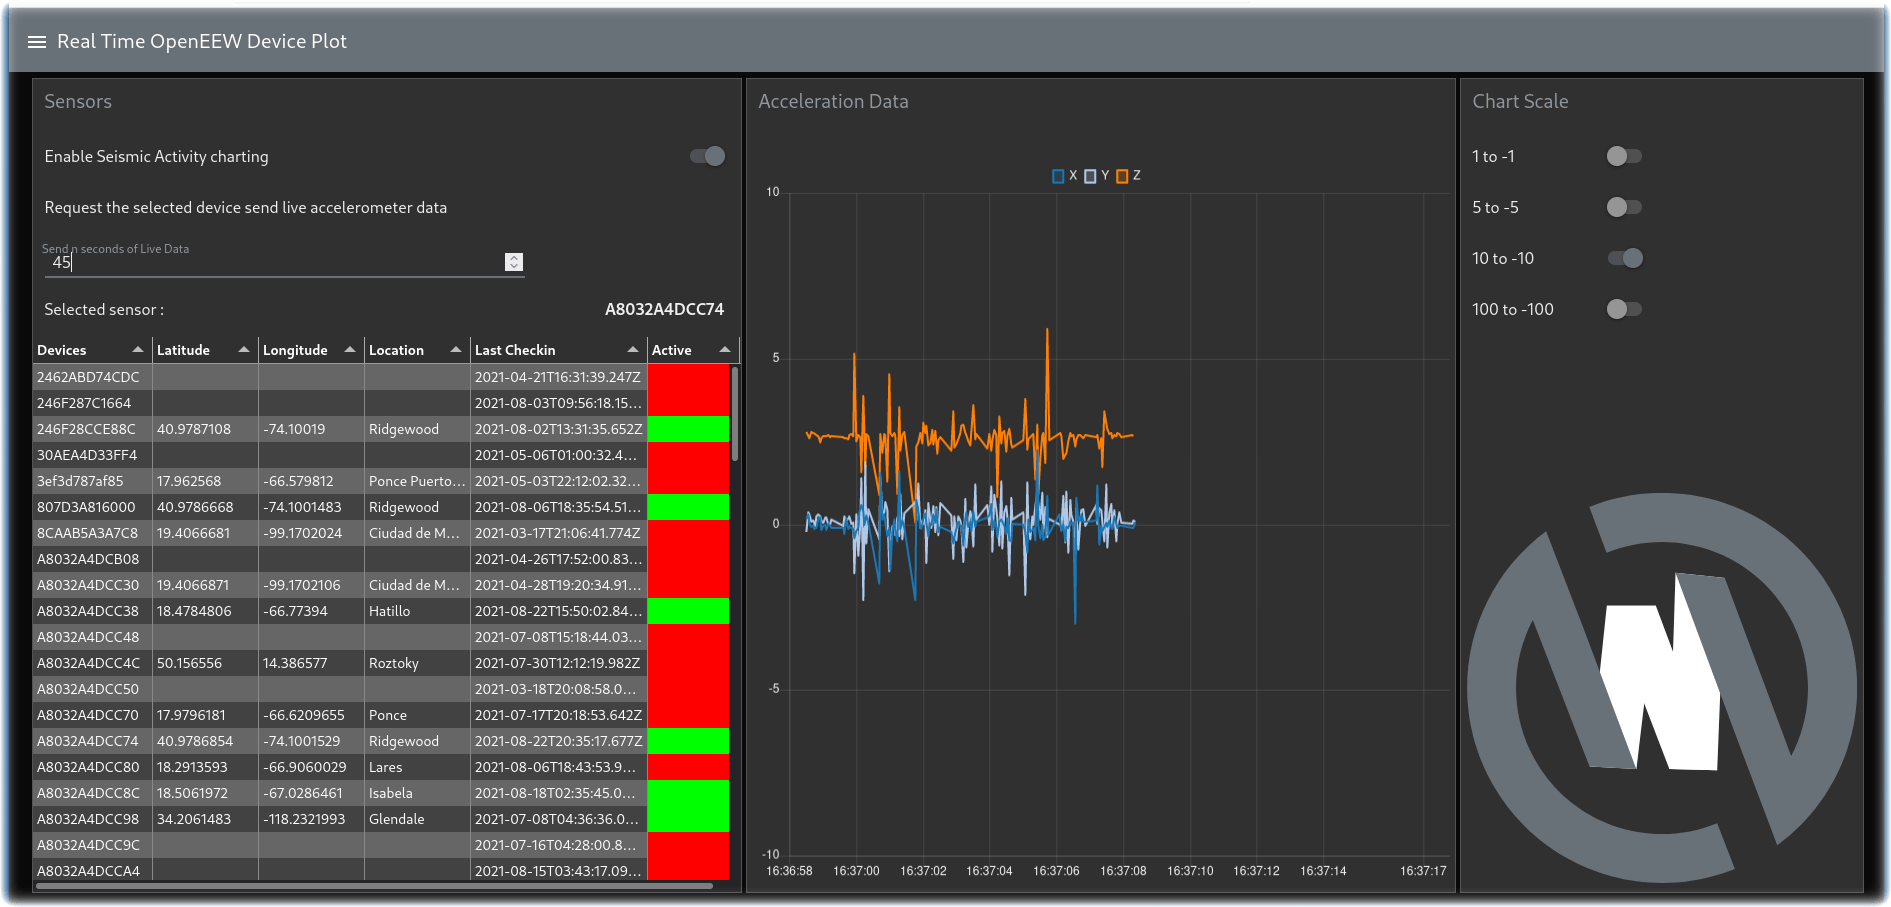 Real Time OpenEEW Device Plot
Sensors
Enable Seismic Activity charting
Request the selected device send live accelerometer data
Send n seconds of Live Data
45
Selected sensor : A8032A4DCC74
Devices Latitude Longitude Location Last Checkin Active
2462ABD74CDC 2021-04-21T16:31:39.247Z
246F287C1664 2021-08-03T09:56:18.15...
246F28CCE88C 40.9787108 -74.10019 Ridgewood 2021-08-02T13:31:35.652Z
30AEA4D33FF4 2021-05-06T01:00:32.4...
3ef3d787af85 17.962568 -66.579812 Ponce Puerto... 2021-05-03T22:12:02.32...
807D3A816000 40.9786668 -74.1001483 Ridgewood 2021-08-06T18:35:54.51...
8CAAB5A3A7C8 19.4066681 -99.1702024 Ciudad de M... 2021-03-17T21:06:41.774Z
A8032A4DCB08 2021-04-26T17:52:00.83...
A8032A4DCC30 19.4066871 -99.1702106 Ciudad de M... 2021-04-28T19:20:34.91...
A8032A4DCC38 18.4784806 -66.77394 Hatillo 2021-08-22T15:50:02.84...
A8032A4DCC48 2021-07-08T15:18:44.03...
A8032A4DCC4C 50.156556 14.386577 Roztoky 2021-07-30T12:12:19.982Z
A8032A4DCC50 2021-03-18T20:08:58.0...
A8032A4DCC70 17.9796181 -66.6209655 Ponce 2021-07-17T20:18:53.642Z
A8032A4DCC74 40.9786854 -74.1001529 Ridgewood 2021-08-22T20:35:17.677Z
A8032A4DCC80 18.2913593 -66.9060029 Lares 2021-08-06T18:43:53.9...
A8032A4DCC8C 18.5061972 -67.0286461 Isabela 2021-08-18T02:35:45.0...
A8032A4DCC98 34.2061483 -118.2321993 Glendale 2021-07-08T04:36:36.0...
A8032A4DCC9C 2021-07-16T04:28:00.8...
A8032A4DCCA4 2021-08-15T03:43:17.09...
Acceleration Data
X Y Z
10
5
0
-5
-10
16:36:58 16:37:00 16:37:02 16:37:04 16:37:06 16:37:08 16:37:10 16:37:12 16:37:14 16:37:17
Chart Scale
1 to -1
5 to -5
10 to -10
100 to -100